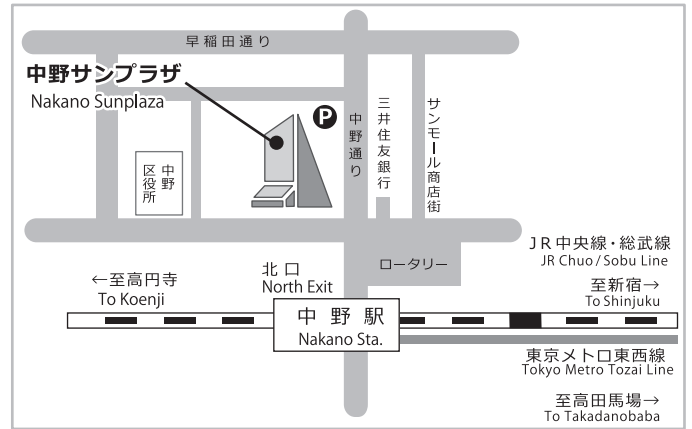 早稲田通り
中野サンプラザ
Nakano Sunplaza
P
中野通り
三井住友銀行
サンモール商店街
中野
区役所
ロータリー
JR中央線・総武線
JR Chuo/Sobu Line
←至高円寺
To Koenji
北口
North Exit
至新宿→
To Shinjuku
中野駅
Nakano Sta.
東京メトロ東西線
Tokyo Metro Tozai Line
至高田馬場→
To Takadanobaba